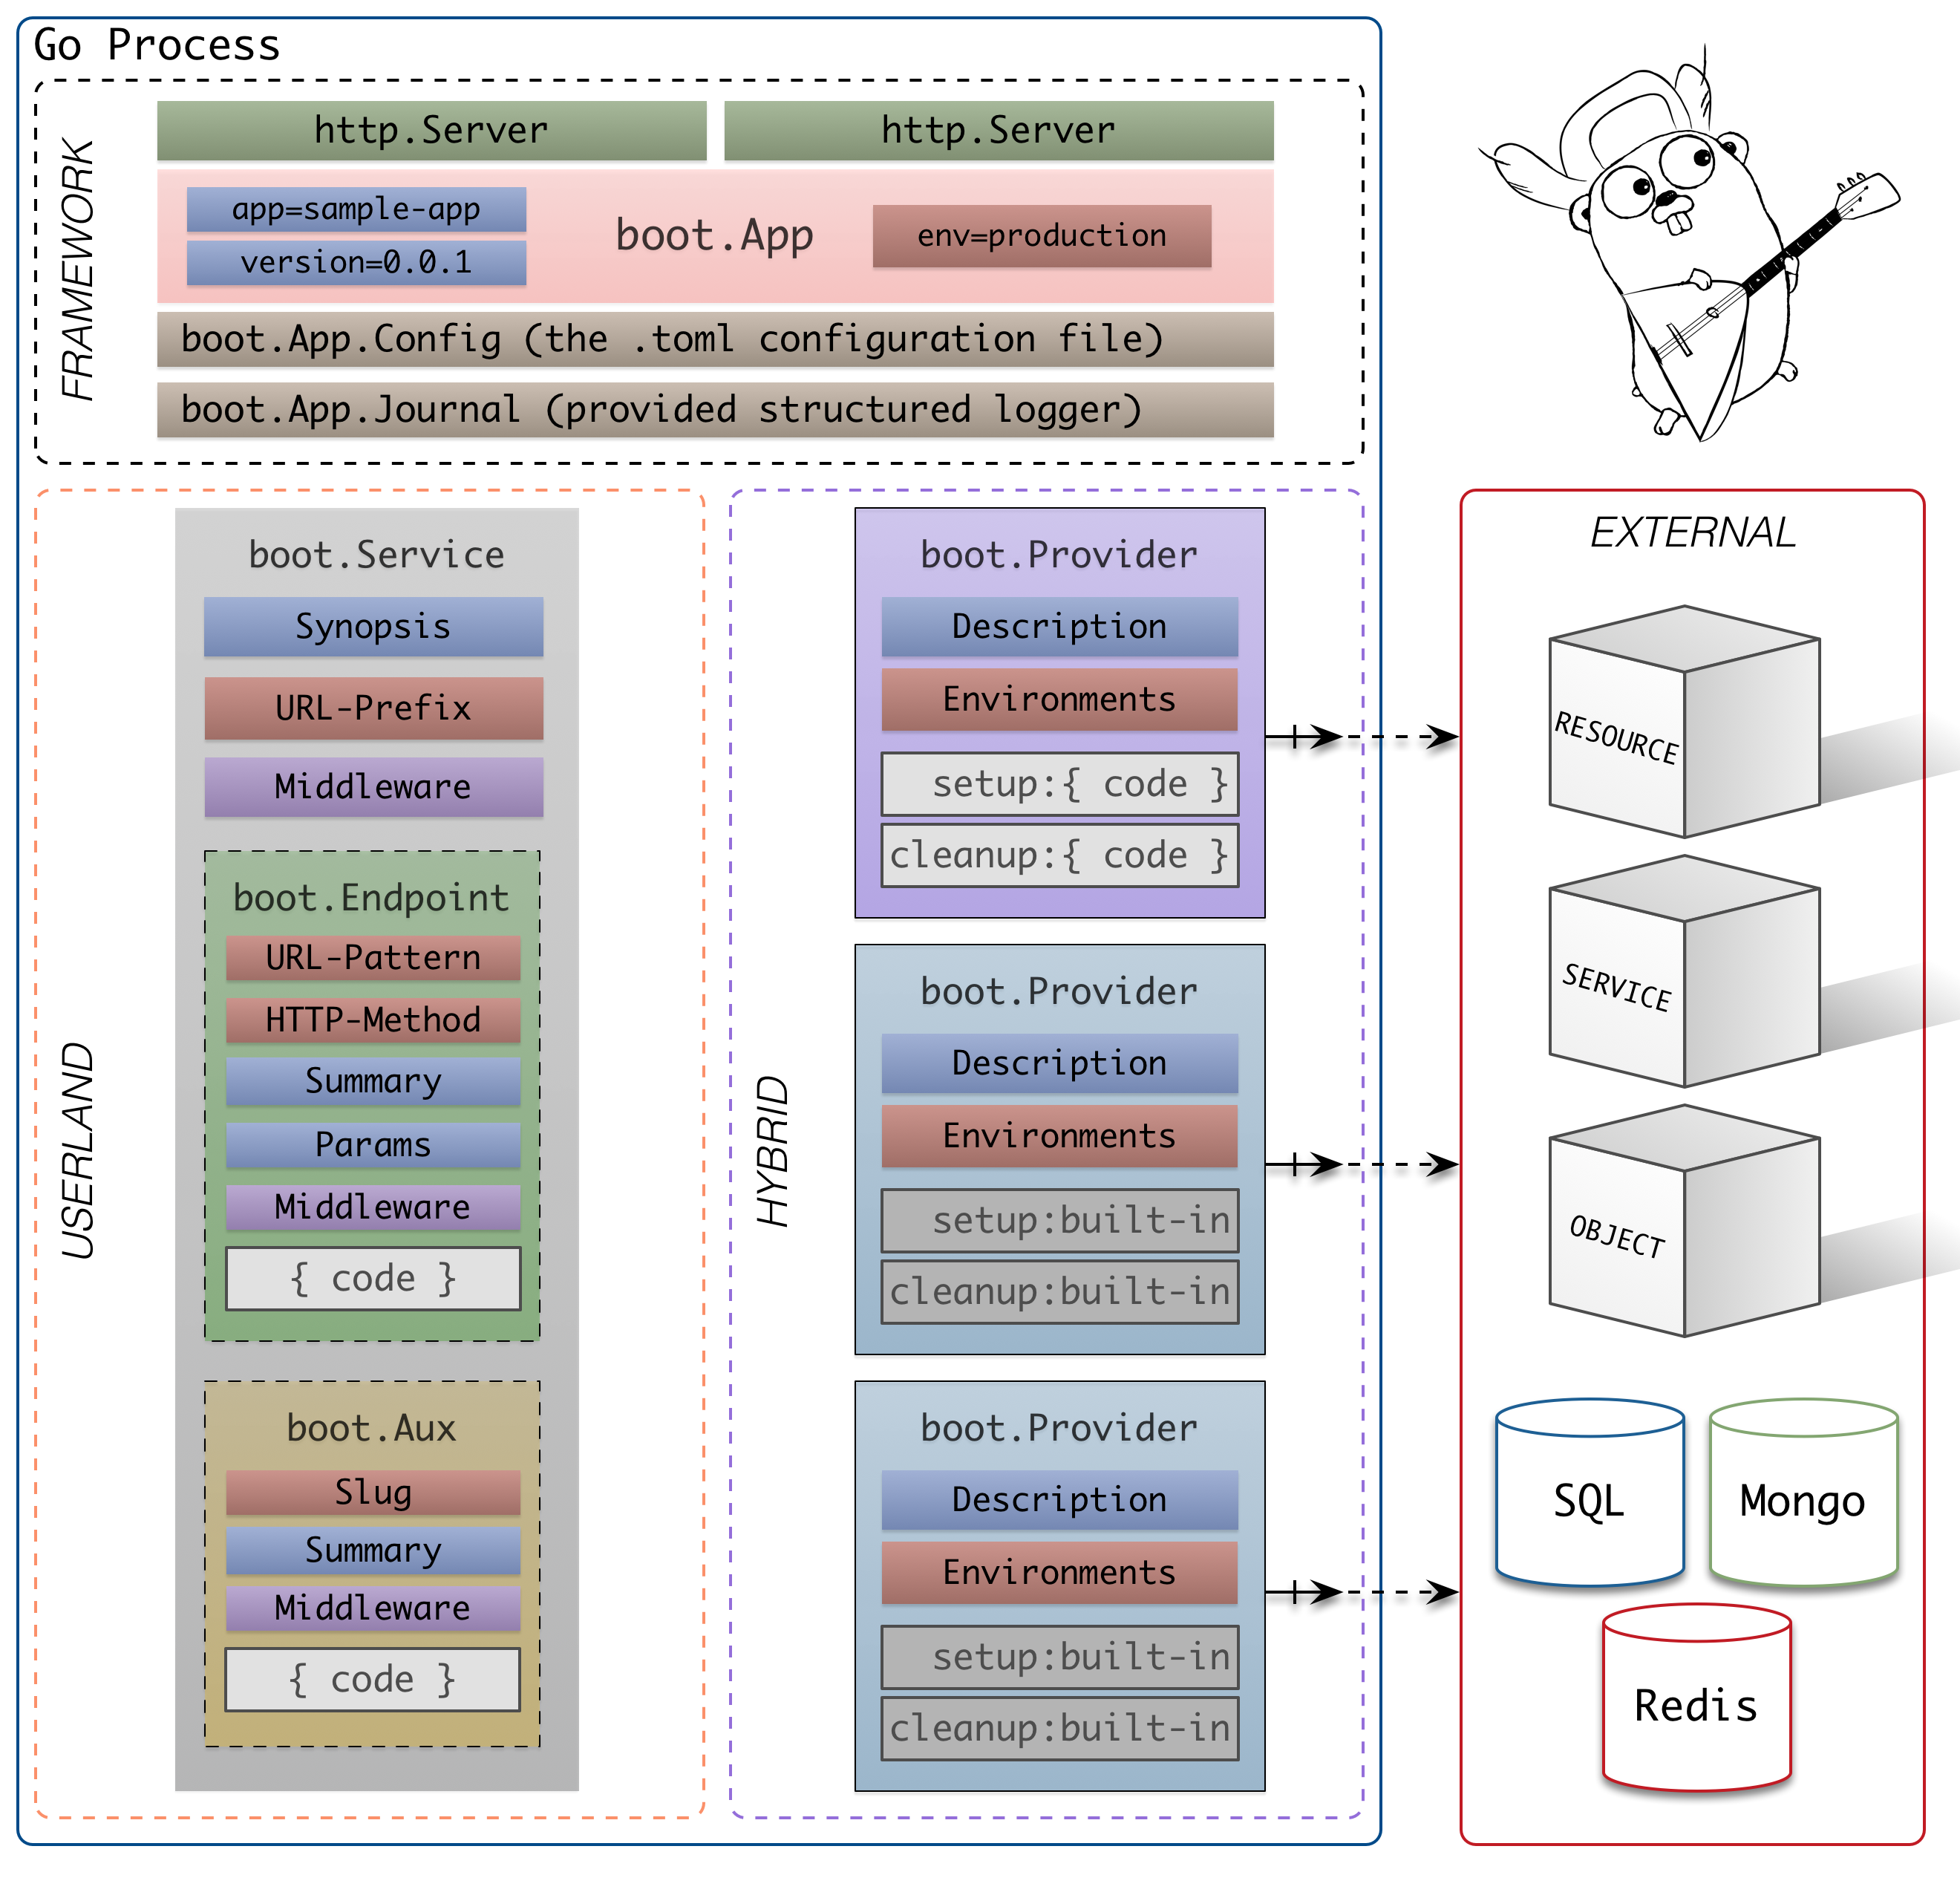 Go Process
FRAMEWORK
http.Server
http.Server
app=sample-app
version=0.0.1
boot.App
env=production
boot.App.Config (the .toml configuration file)
boot.App.Journal (provided structured logger)
USERLAND
boot.Service
Synopsis
URL-Prefix
Middleware
boot.Endpoint
URL-Pattern
HTTP-Method
Summary
Params
Middleware
{ code }
boot.Aux
Slug
Summary
Middleware
{ code }
HYBRID
boot.Provider
Description
Environments
setup:{ code }
cleanup:{ code }
boot.Provider
Description
Environments
setup:built-in
cleanup:built-in
boot.Provider
Description
Environments
setup:built-in
cleanup:built-in
EXTERNAL
RESOURCE
SERVICE
OBJECT
SQL
Mongo
Redis